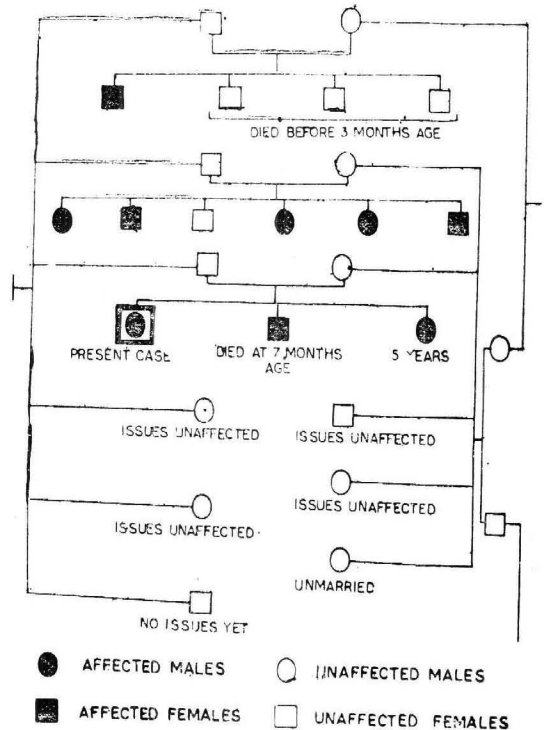 DIED BEFORE 3 MONTHS AGE
PRESENT CASE
DIED AT 7 MONTHS
AGE
5 YEARS
ISSUES UNAFFECTED
ISSUES UNAFFECTED
ISSUES UNAFFECTED
ISSUES UNAFFECTED
UNMARRIED
NO ISSUES YET
AFFECTED MALES
UNAFFECTED MALES
AFFECTED FEMALES
UNAFFECTED FEMALES